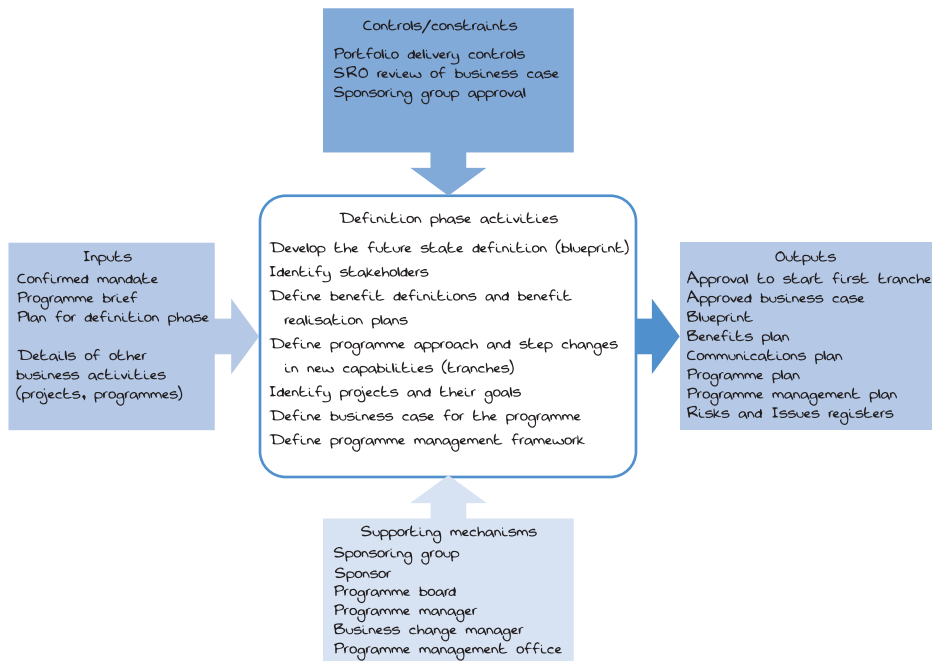 Controls/constraints
Portfolio delivery controls
SRO review of business case
Sponsoring group approval
Inputs
Confirmed mandate
Programme brief
Plan for definition phase
Details of other
business activities
(projects, programmes)
Definition phase activities
Develop the future state definition (blueprint)
Identify stakeholders
Define benefit definitions and benefit
realisation plans
Define programme approach and step changes
in new capabilities (tranches)
Identify projects and their goals
Define business case for the programme
Define programme management framework
Outputs
Approval to start first tranche
Approved business case
Blueprint
Benefits plan
Communications plan
Programme plan
Programme management plan
Risks and Issues registers
Supporting mechanisms
Sponsoring group
Sponsor
Programme board
Programme manager
Business change manager
Programme management office